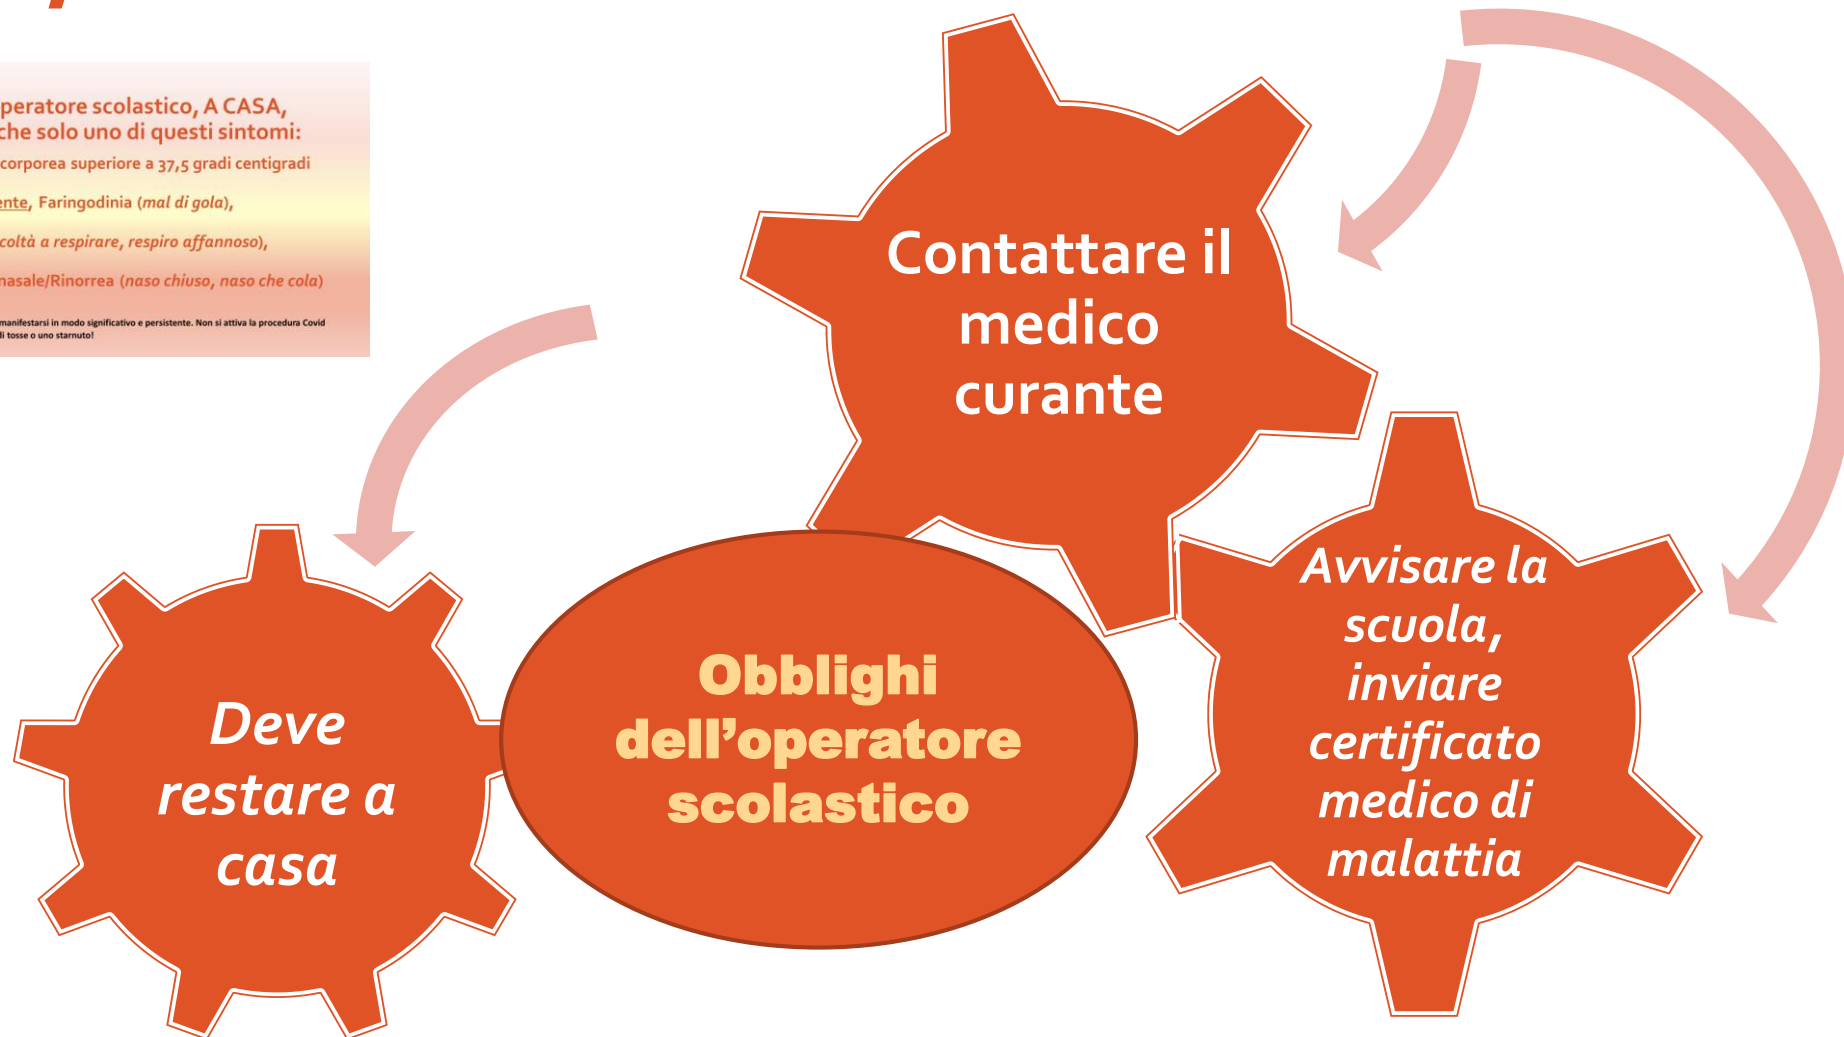 peratore scolastico, A CASA,
che solo uno di questi sintomi:
corporea superiore a 37,5 gradi centigradi
ente, Faringodinia (mal di gola),
coltà a respirare, respiro affannoso),
nasale/Rinorrea (naso chiuso, naso che cola)
manifestarsi in modo significativo e persistente. Non si attiva la procedura Covid
di tosse o uno starnuto!
Contattare il
medico
curante
Deve
restare a
casa
Obblighi
dell’operatore
scolastico
Avvisare la
scuola,
inviare
certificato
medico di
malattia